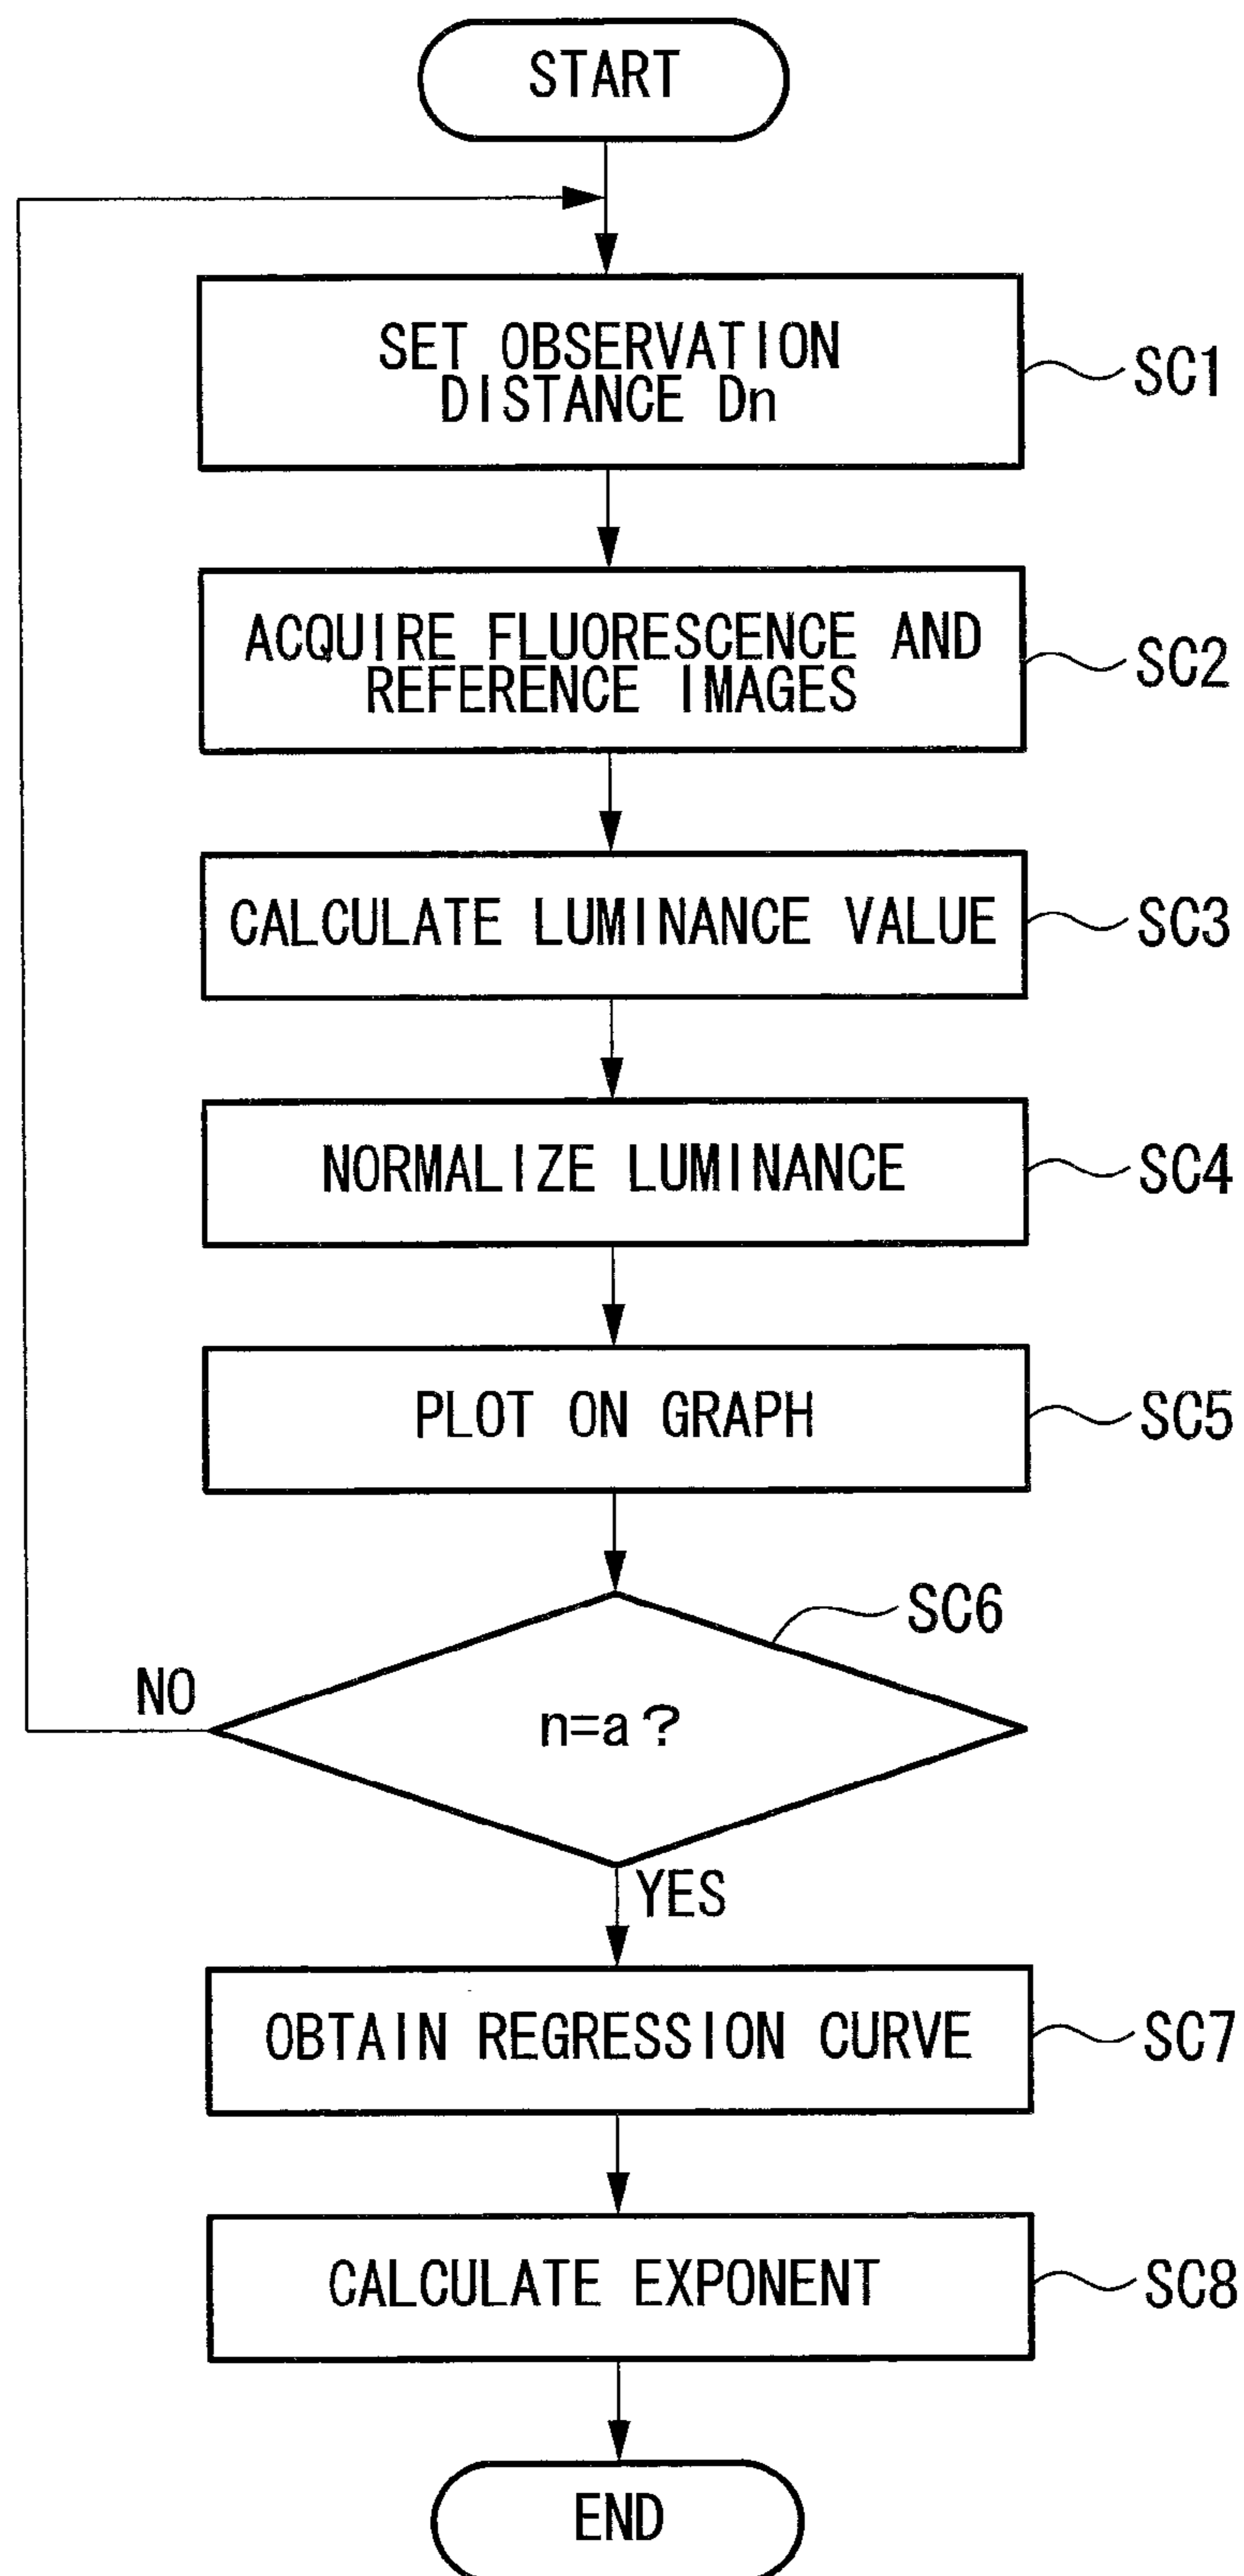 START
SET OBSERVATION
DISTANCE Dn
SC1
ACQUIRE FLUORESCENCE AND
REFERENCE IMAGES
SC2
CALCULATE LUMINANCE VALUE
SC3
NORMALIZE LUMINANCE
SC4
PLOT ON GRAPH
SC5
SC6
NO
n=a?
YES
OBTAIN REGRESSION CURVE
SC7
CALCULATE EXPONENT
SC8
END